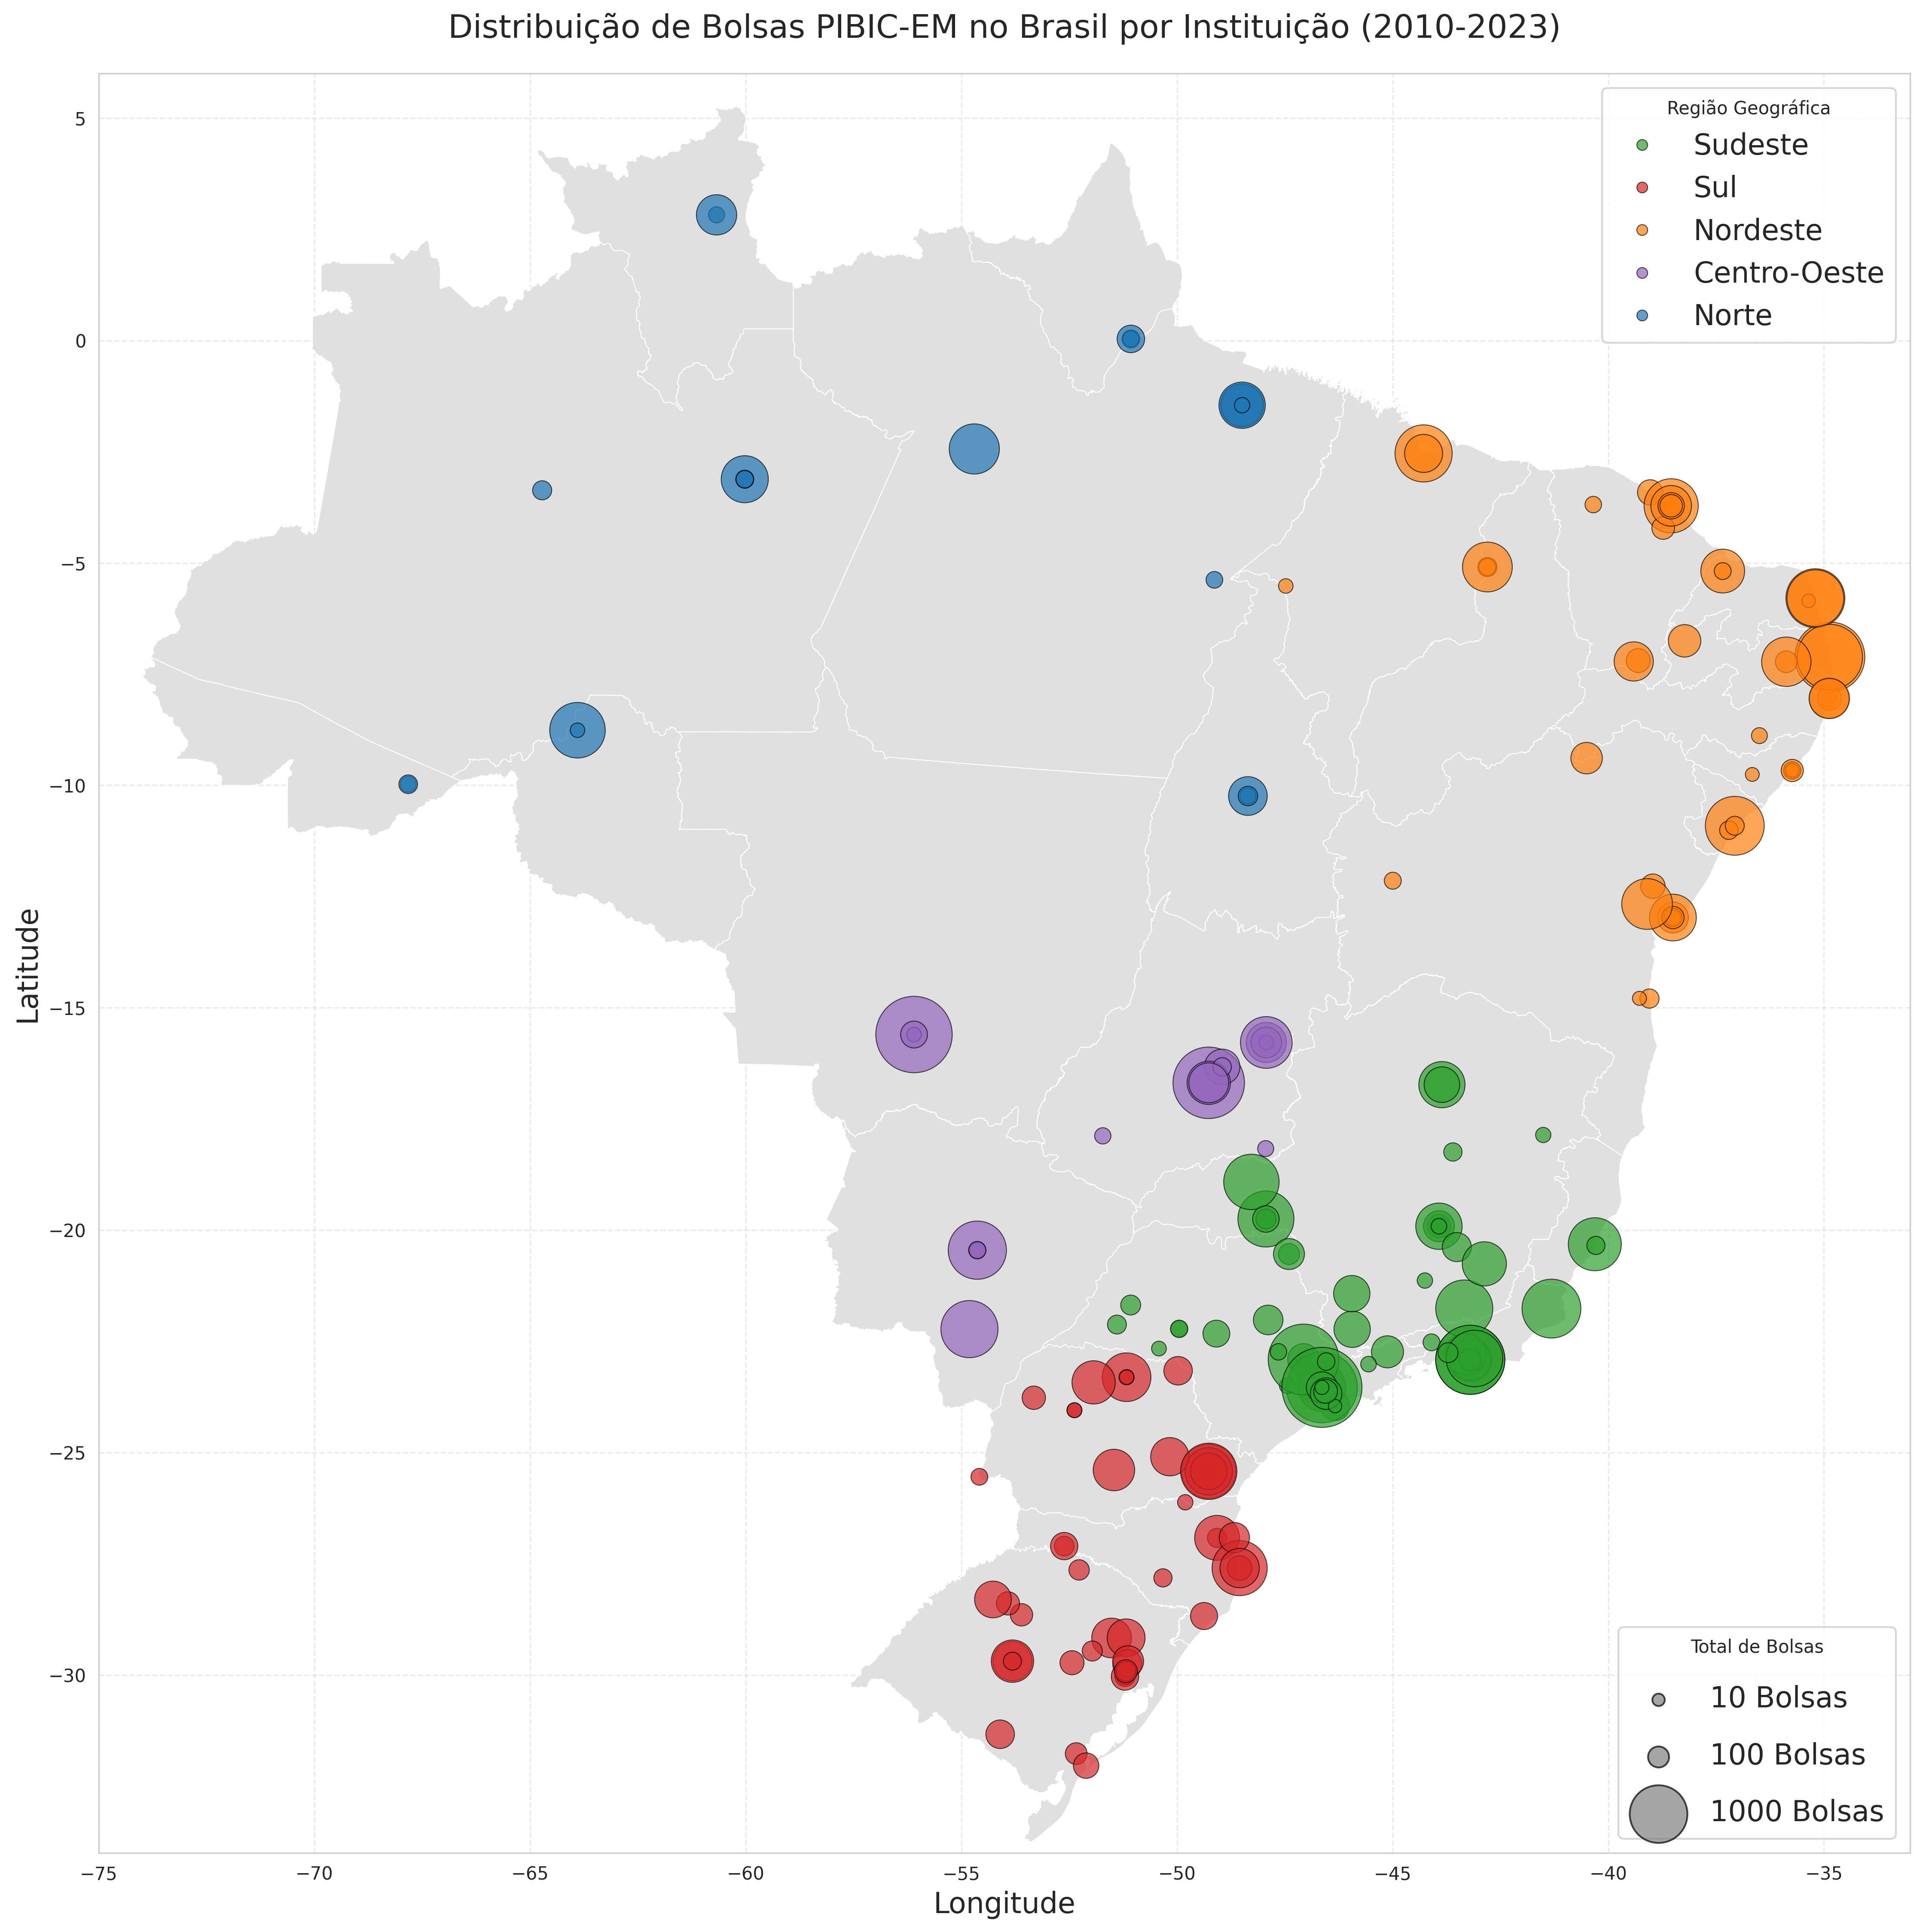 Distribuição de Bolsas PIBIC-EM no Brasil por Instituição (2010-2023)
Região Geográfica
Sudeste
Sul
Nordeste
Centro-Oeste
Norte
5
0
−5
−10
−15
−20
−25
−30
Latitude
Total de Bolsas
10 Bolsas
100 Bolsas
1000 Bolsas
−75
−70
−65
−60
−55
−50
−45
−40
−35
Longitude